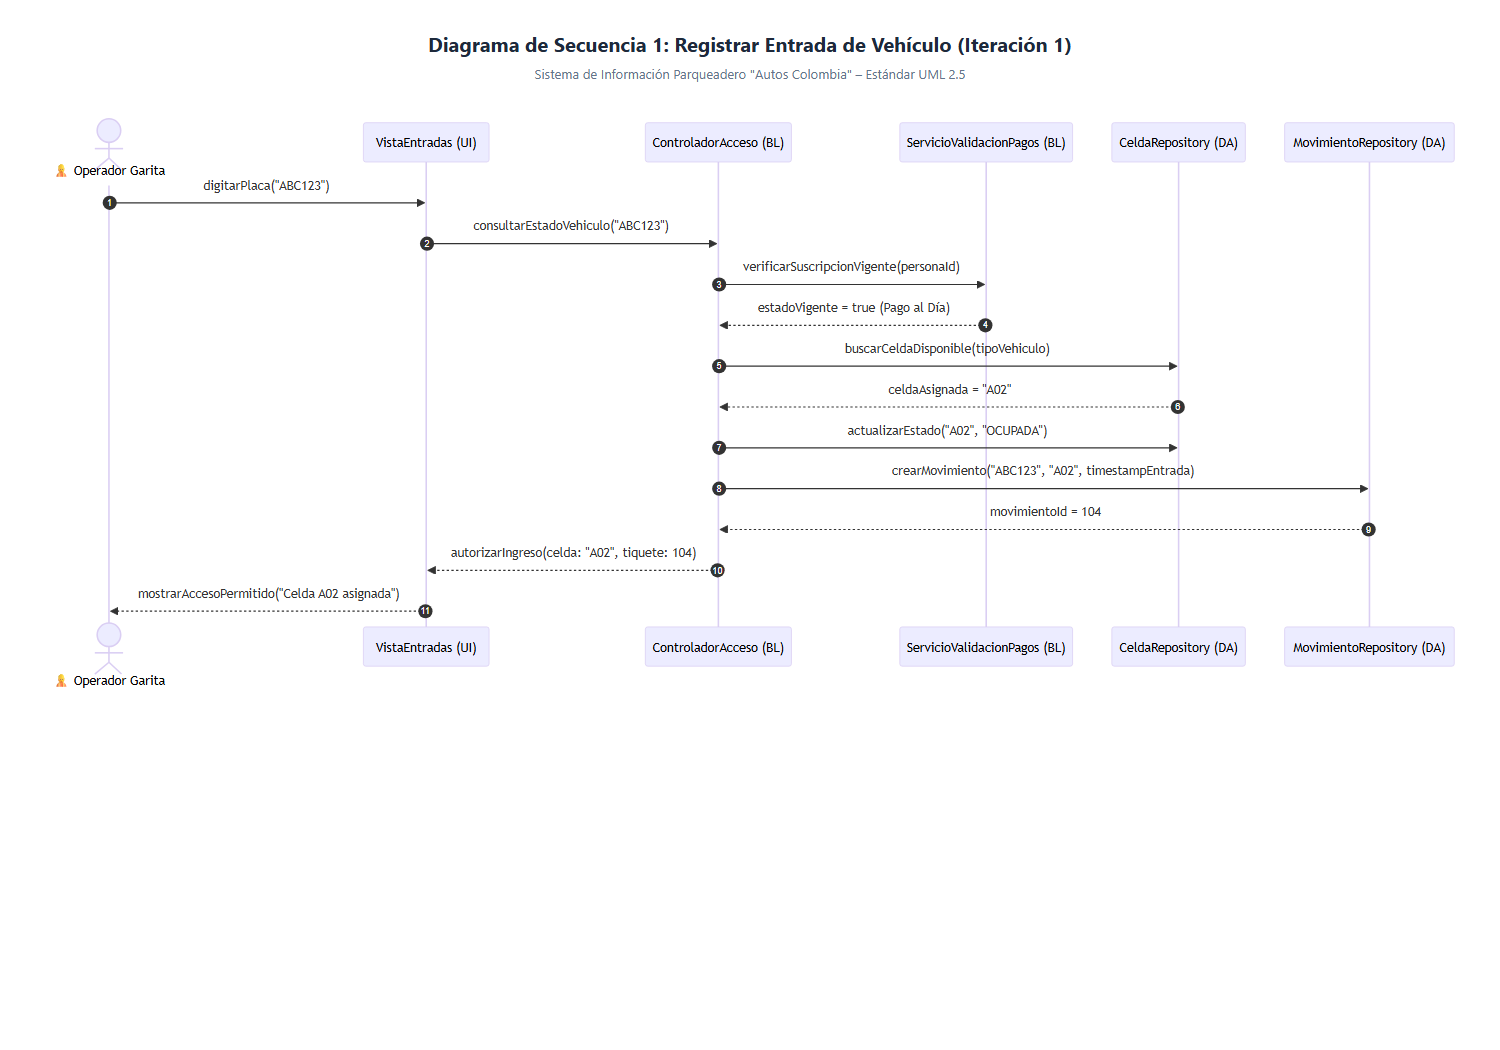 Diagrama de Secuencia 1: Registrar Entrada de Vehículo (Iteración 1)
Sistema de Información Parqueadero "Autos Colombia" – Estándar UML 2.5
Operador Garita
VistaEntradas (UI)
ControladorAcceso (BL)
ServicioValidacionPagos (BL)
CeldaRepository (DA)
MovimientoRepository (DA)
digitarPlaca("ABC123")
1
consultarEstadoVehiculo("ABC123")
2
verificarSuscripcionVigente(personaId)
3
estadoVigente = true (Pago al Día)
4
buscarCeldaDisponible(tipoVehiculo)
5
celdaAsignada = "A02"
6
actualizarEstado("A02", "OCUPADA")
7
crearMovimiento("ABC123", "A02", timestampEntrada)
8
movimientoId = 104
9
autorizarIngreso(celda: "A02", tiquete: 104)
10
mostrarAccesoPermitido("Celda A02 asignada")
11
Operador Garita
VistaEntradas (UI)
ControladorAcceso (BL)
ServicioValidacionPagos (BL)
CeldaRepository (DA)
MovimientoRepository (DA)